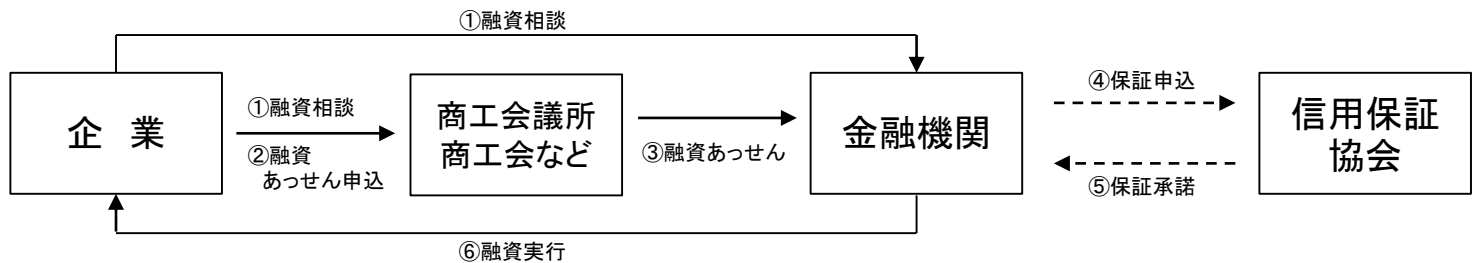 ①融資相談
企　業
①融資相談
②融資
あっせん申込
商工会議所
商工会など
③融資あっせん
金融機関
④保証申込
⑤保証承諾
信用保証
協会
⑥融資実行